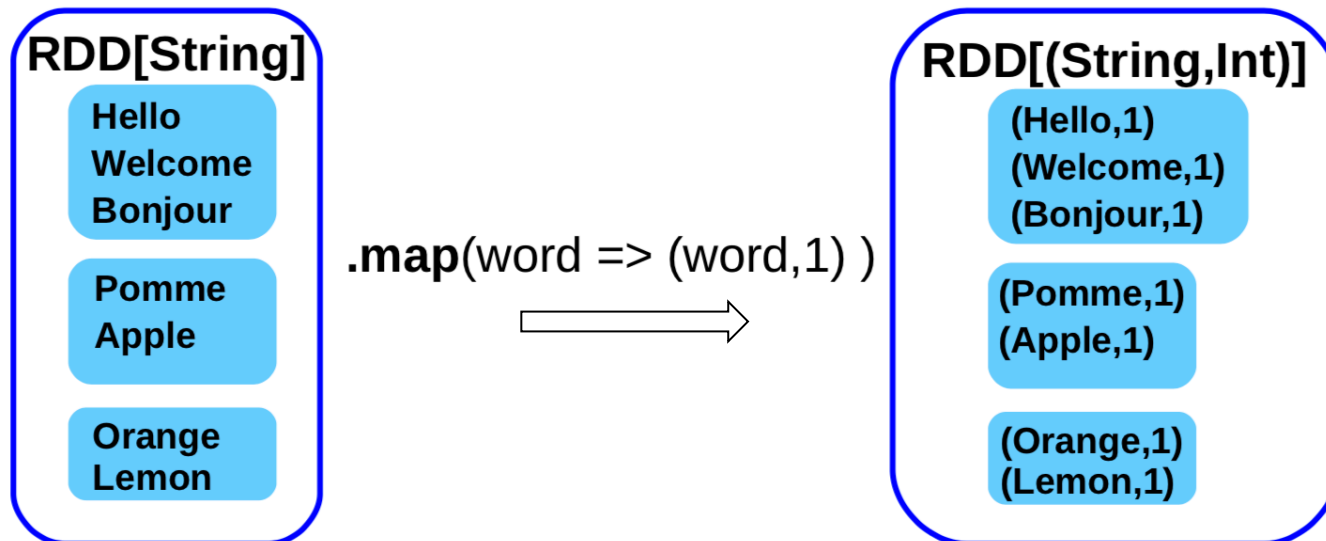 RDD[String]
Hello
Welcome
Bonjour
Pomme
Apple
Orange
Lemon
.map(word => (word,1) )
RDD[(String,Int)]
(Hello,1)
(Welcome,1)
(Bonjour,1)
(Pomme,1)
(Apple,1)
(Orange,1)
(Lemon,1)